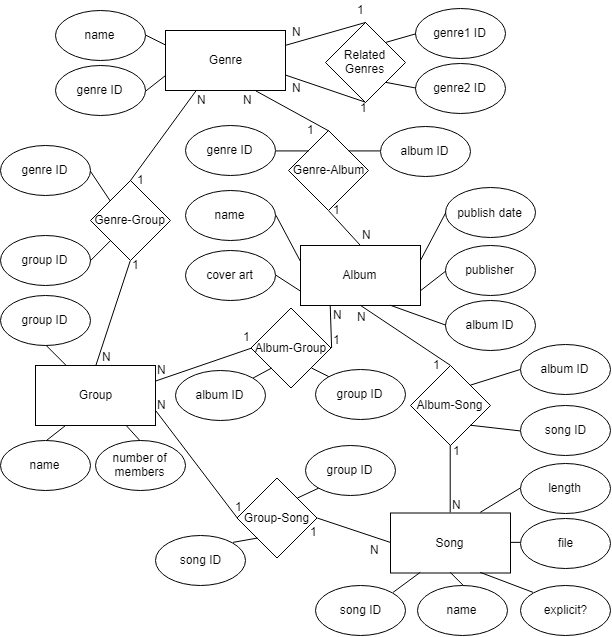 1
name
N
genre1 ID
Genre
Related
Genres
genre ID
N
genre2 ID
N
N
1
1
genre ID
album ID
genre ID
Genre-Album
1
1
name
publish date
Genre-Group
N
group ID
1
cover art
Album
publisher
group ID
N
N
album ID
1
1
Album-Group
N
N
1
album ID
Group
album ID
group ID
N
Album-Song
song ID
1
name
number of
members
group ID
length
1
N
Group-Song
1
Song
file
N
song ID
song ID
name
explicit?